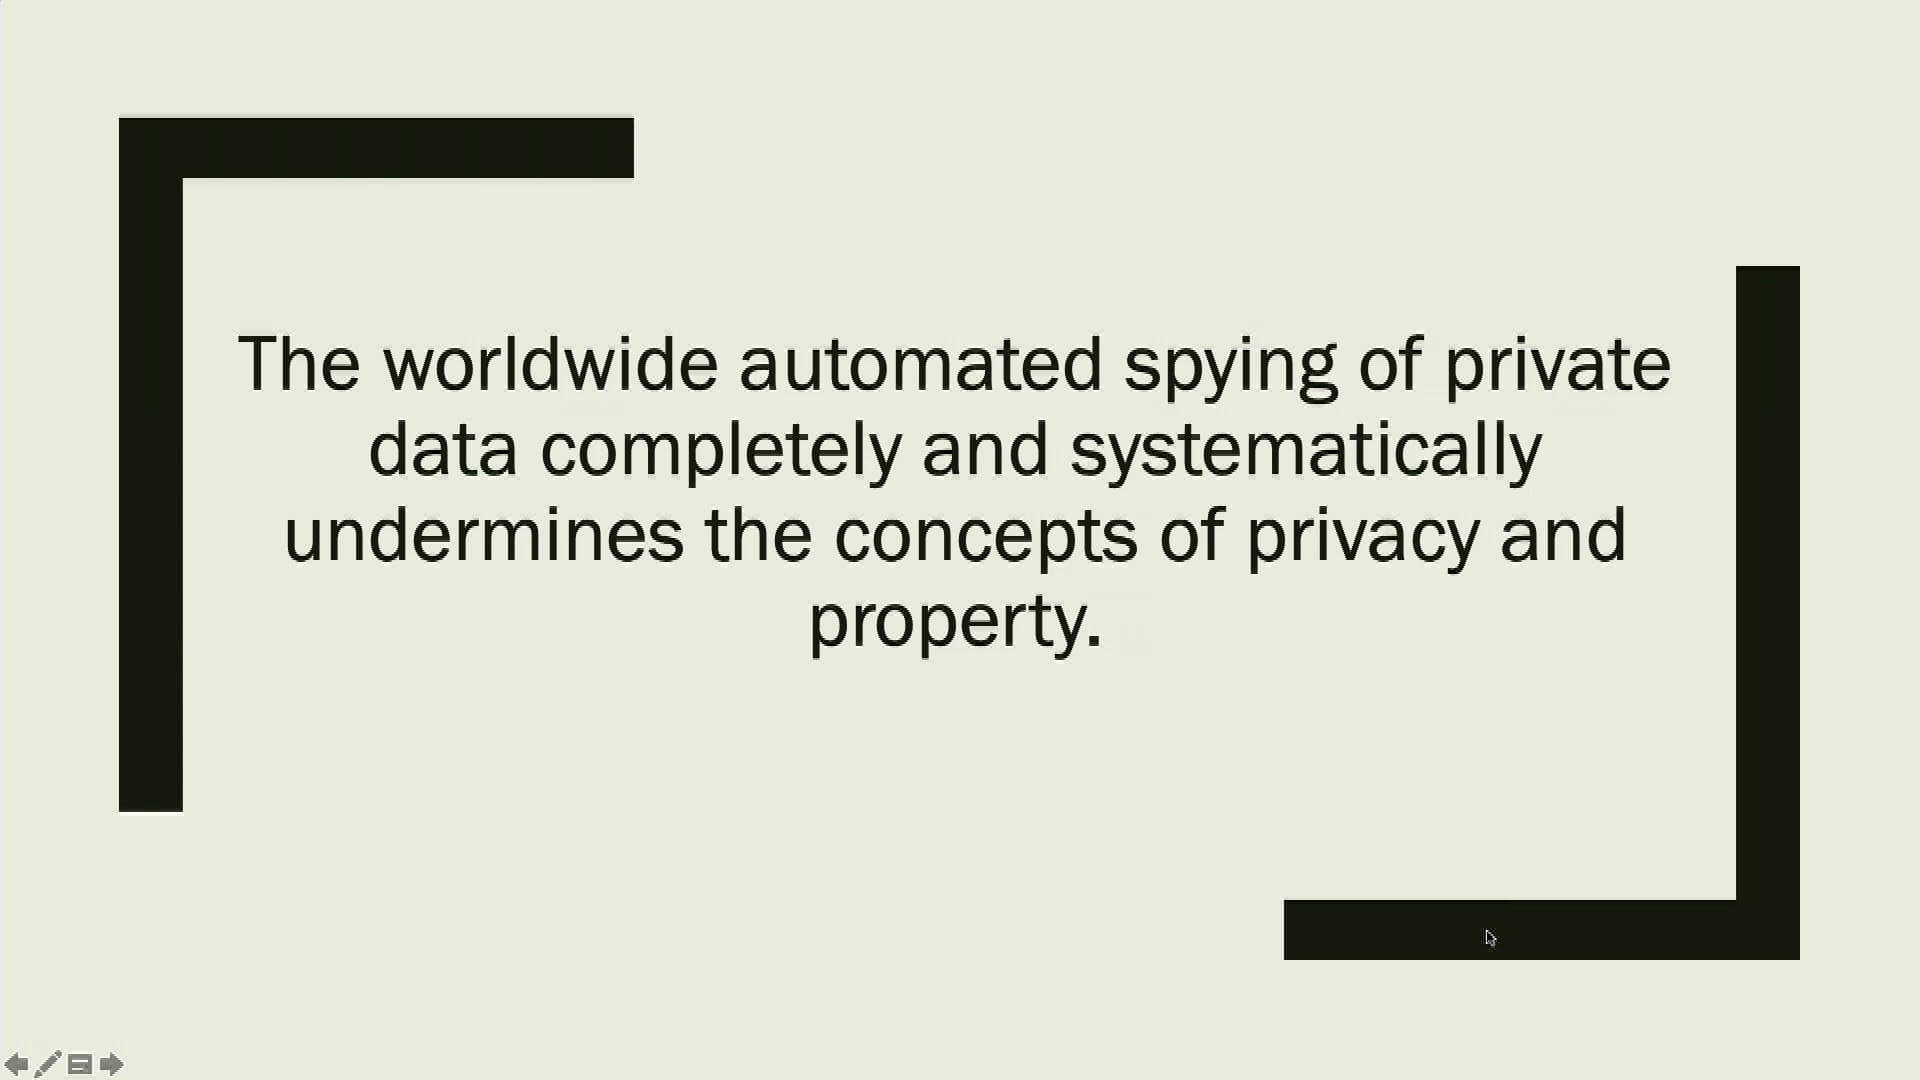 The worldwide automated spying of private
data completely and systematically
undermines the concepts of privacy and
property.